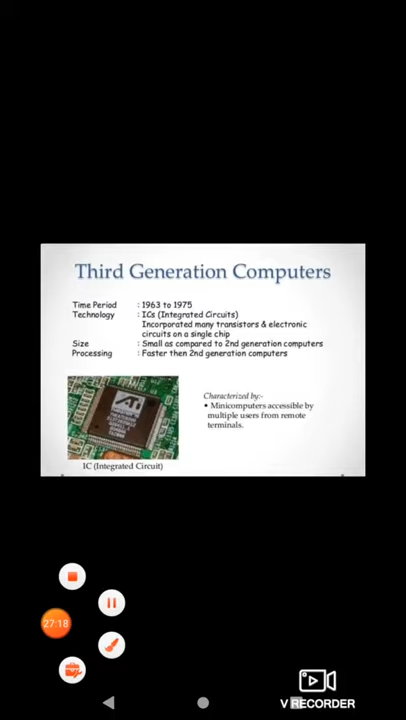 Third Generation Computers
Time Period : 1963 to 1975
Technology : ICs (Integrated Circuits)
Incorporated many transistors & electronic
circuits on a single chip
Size : Small as compared to 2nd generation computers
Processing : Faster then 2nd generation computers
ATi
Characterized by:-
• Minicomputers accessible by
multiple users from remote
terminals.
IC (Integrated Circuit)
27:18
V RECORDER